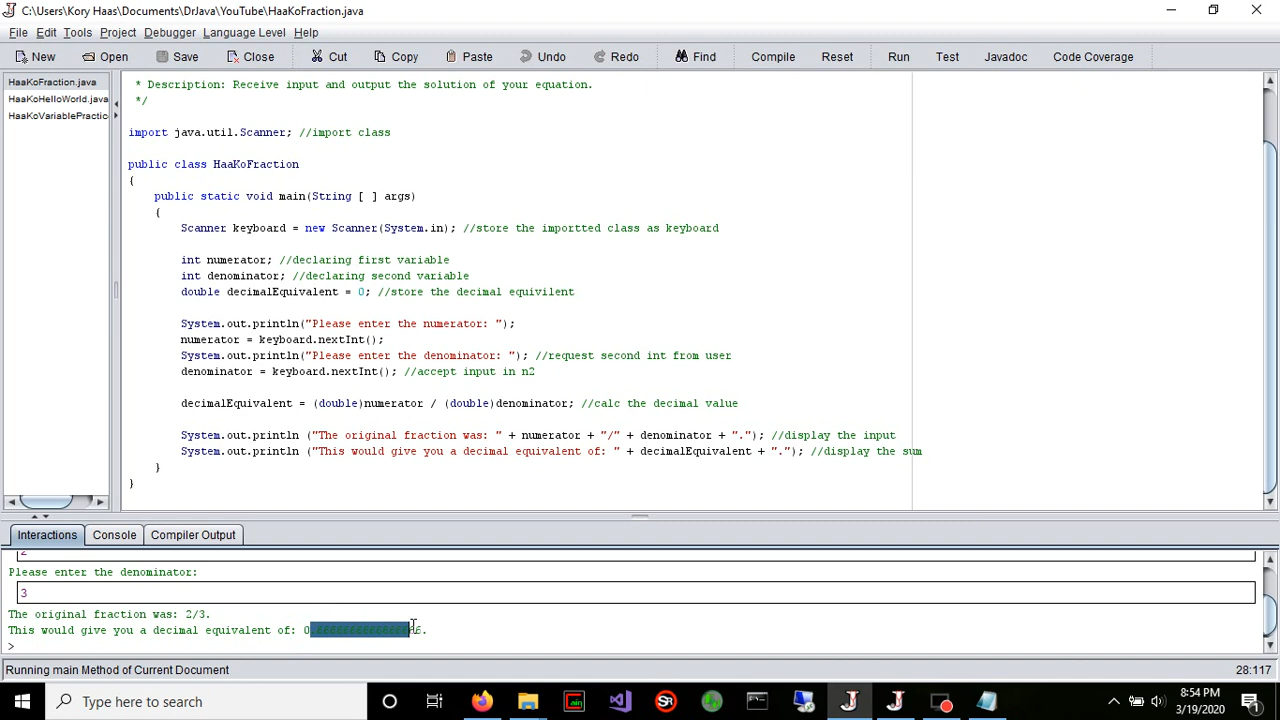 C:\Users\Kory Haas\Documents\DrJava\YouTube\HaaKoFraction.java
File Edit Tools Project Debugger Language Level Help
New Open Save Close Cut Copy Paste Undo Redo Find Compile Reset Run Test Javadoc Code Coverage
HaaKoFraction.java
HaaKoHelloWorld.java
HaaKoVariablePractic
* Description: Receive input and output the solution of your equation.
*/
import java.util.Scanner; //import class
public class HaaKoFraction
{
public static void main(String [ ] args)
{
Scanner keyboard = new Scanner(System.in); //store the importted class as keyboard
int numerator; //declaring first variable
int denominator; //declaring second variable
double decimalEquivalent = 0; //store the decimal equivilent
System.out.println("Please enter the numerator: ");
numerator = keyboard.nextInt();
System.out.println("Please enter the denominator: "); //request second int from user
denominator = keyboard.nextInt(); //accept input in n2
decimalEquivalent = (double)numerator / (double)denominator; //calc the decimal value
System.out.println ("The original fraction was: " + numerator + "/" + denominator + "."); //display the input
System.out.println ("This would give you a decimal equivalent of: " + decimalEquivalent + "."); //display the sum
}
}
Interactions Console Compiler Output
2
Please enter the denominator:
3
The original fraction was: 2/3.
This would give you a decimal equivalent of: 0.6666666666666666.
>
Running main Method of Current Document 28:117
Type here to search
8:54 PM
3/19/2020